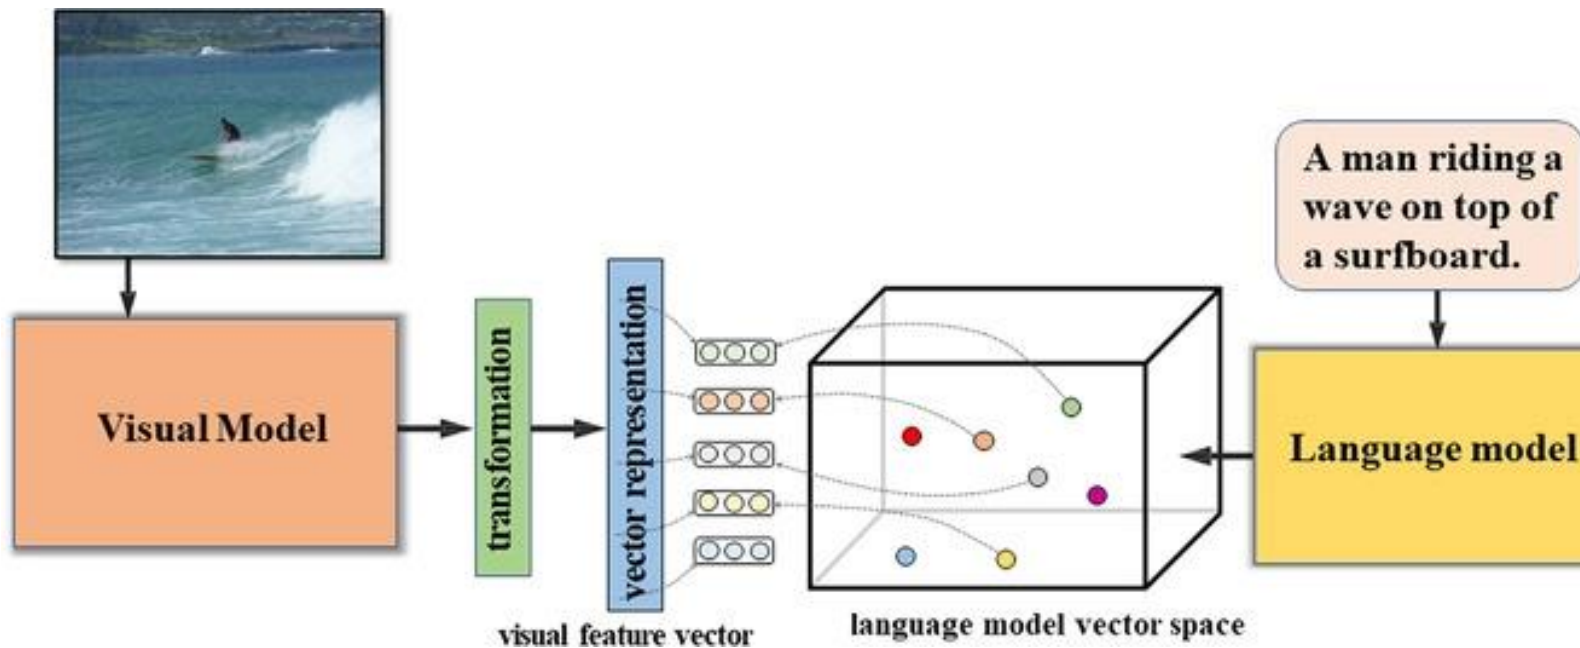 A man riding a
wave on top of
a surfboard.
Visual Model
transformation
vector representation
Language model
visual feature vector
language model vector space